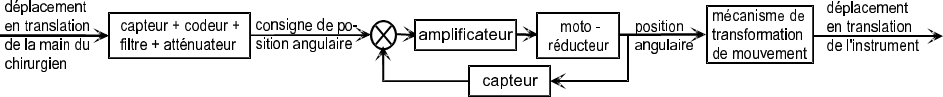 déplacement
en translation
de la main du
chirurgien
capteur + codeur +
filtre + atténuateur
consigne de po-
sition angulaire
amplificateur
moto -
réducteur
position
angulaire
mécanisme de
transformation
de mouvement
déplacement
en translation
de l'instrument
capteur